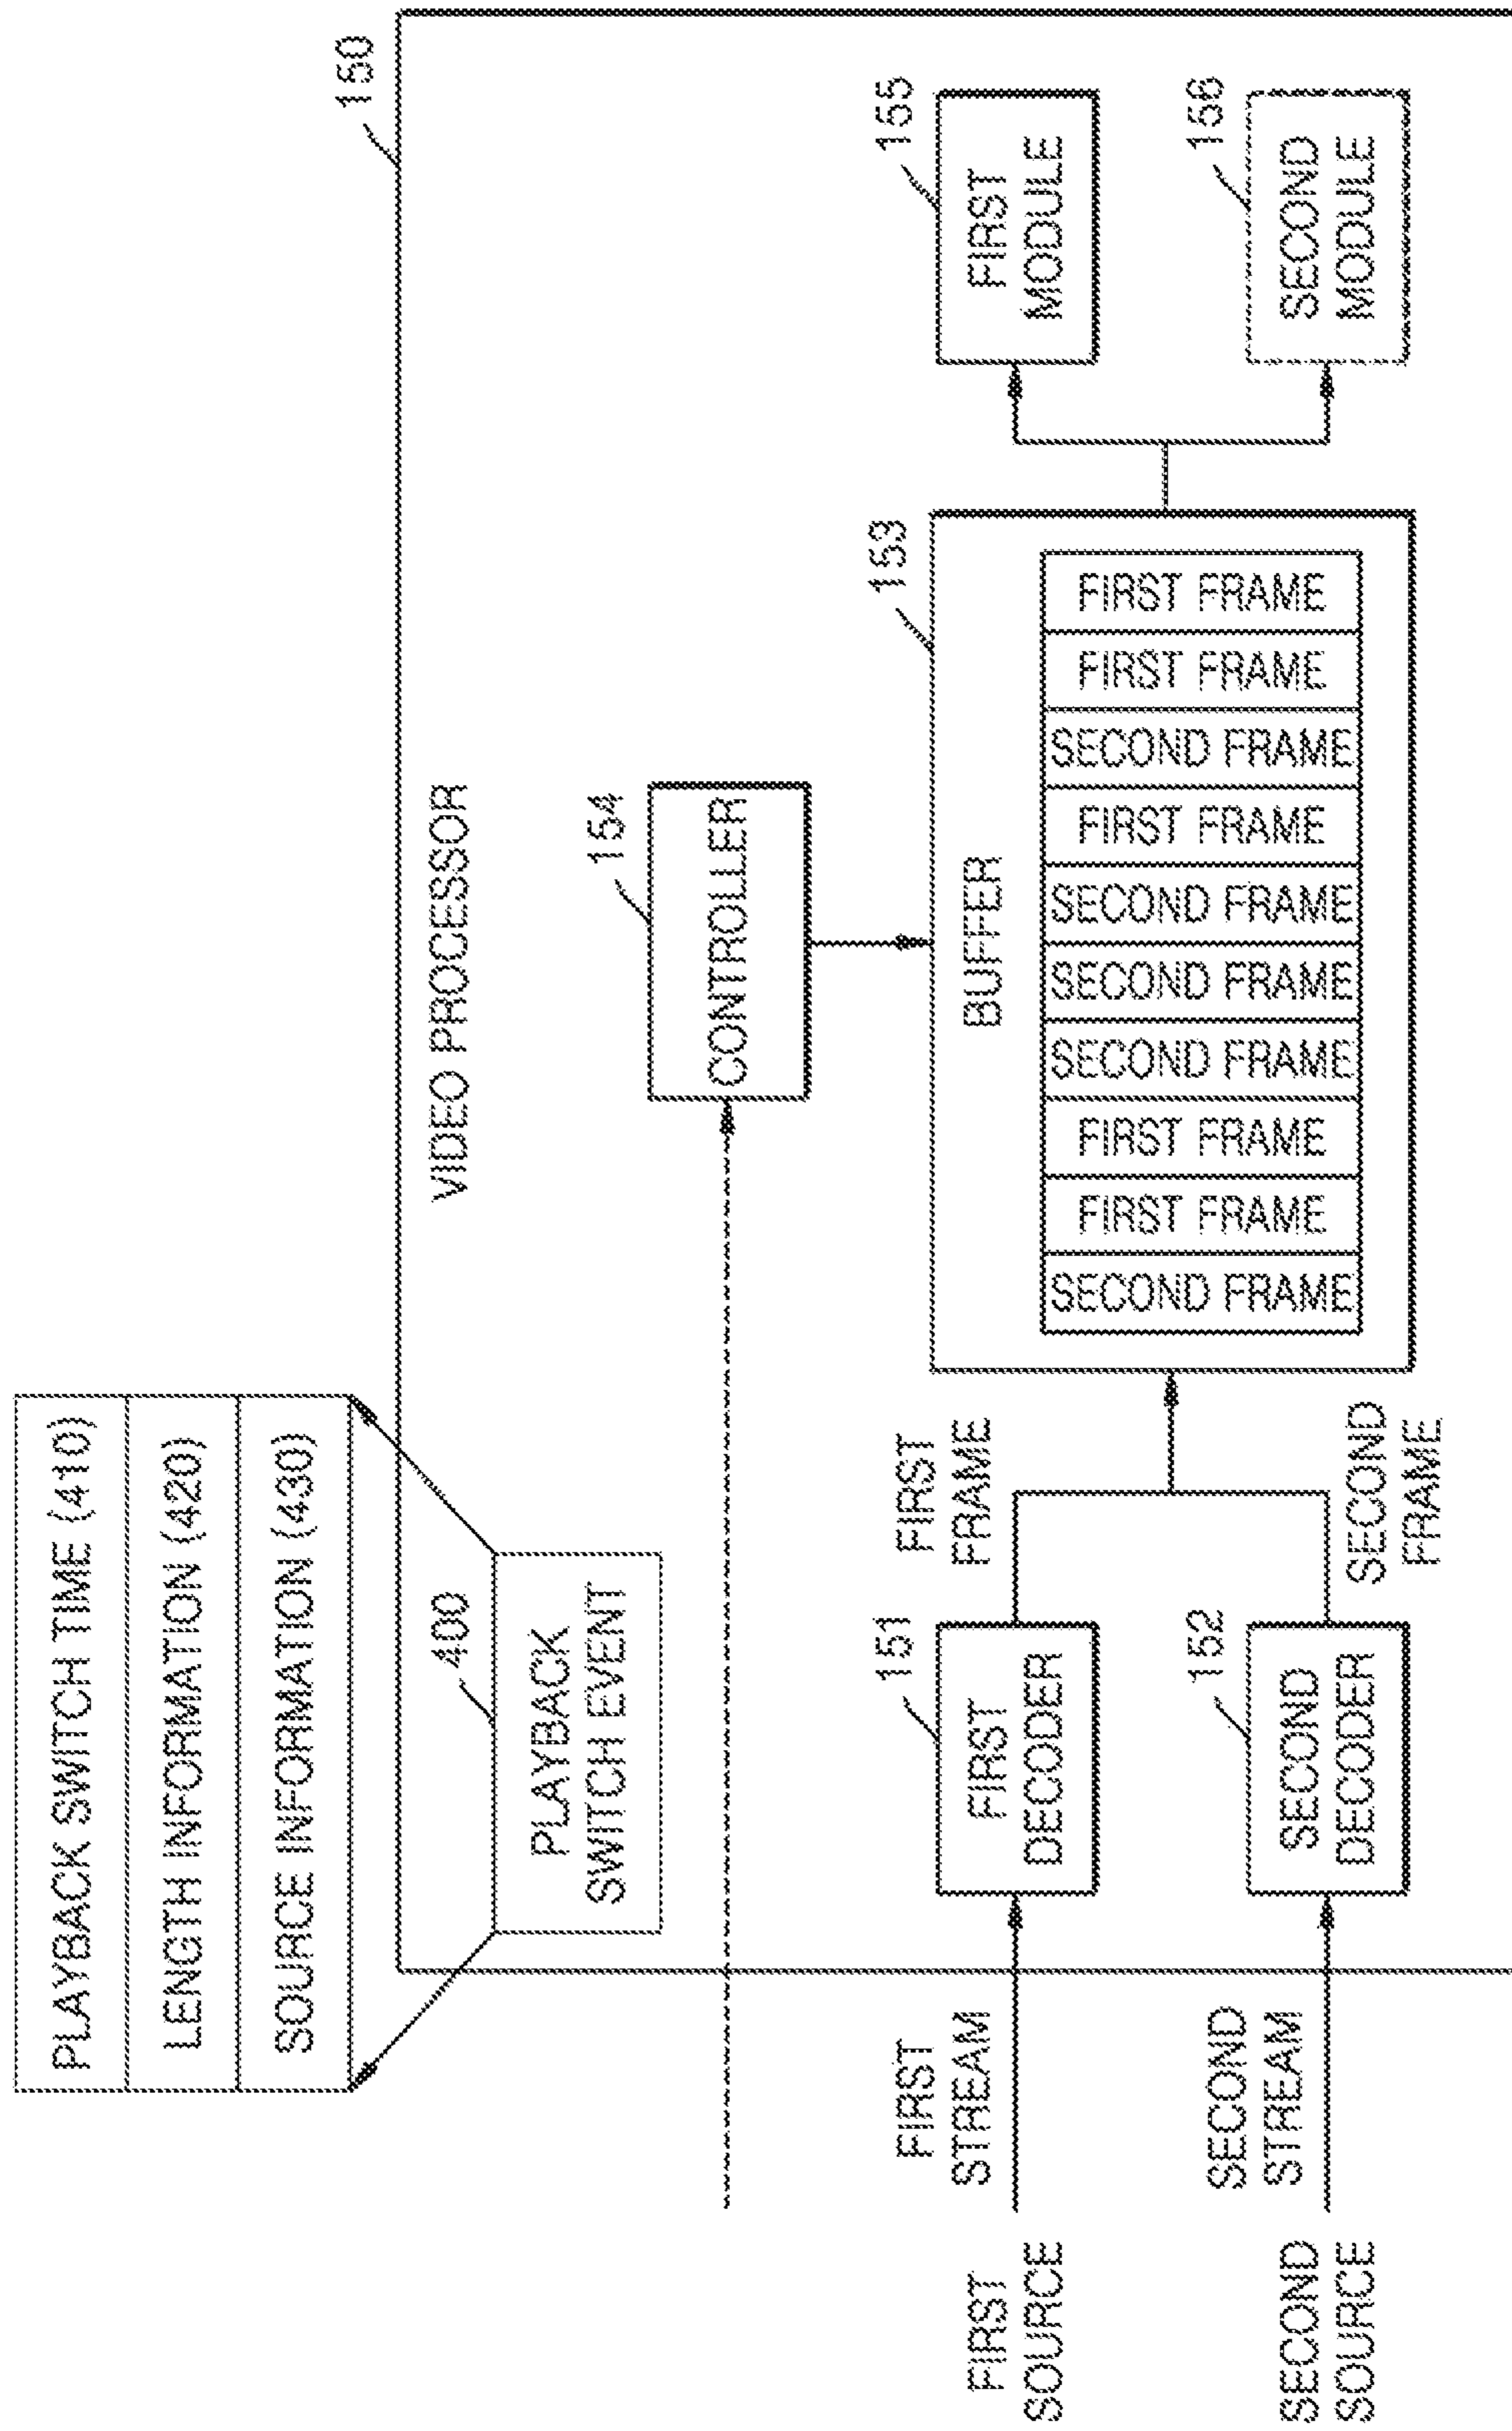 PLAYBACK SWITCH TIME (410)
LENGTH INFORMATION (420)
SOURCE INFORMATION (430)
150
400
PLAYBACK
SWITCH EVENT
VIDEO PROCESSOR
154
CONTROLLER
FIRST
SOURCE
FIRST
STREAM
151
FIRST
DECODER
FIRST
FRAME
SECOND
SOURCE
SECOND
STREAM
152
SECOND
DECODER
SECOND
FRAME
153
BUFFER
SECOND FRAME
FIRST FRAME
FIRST FRAME
SECOND FRAME
SECOND FRAME
SECOND FRAME
FIRST FRAME
SECOND FRAME
FIRST FRAME
FIRST FRAME
155
FIRST
MODULE
156
SECOND
MODULE